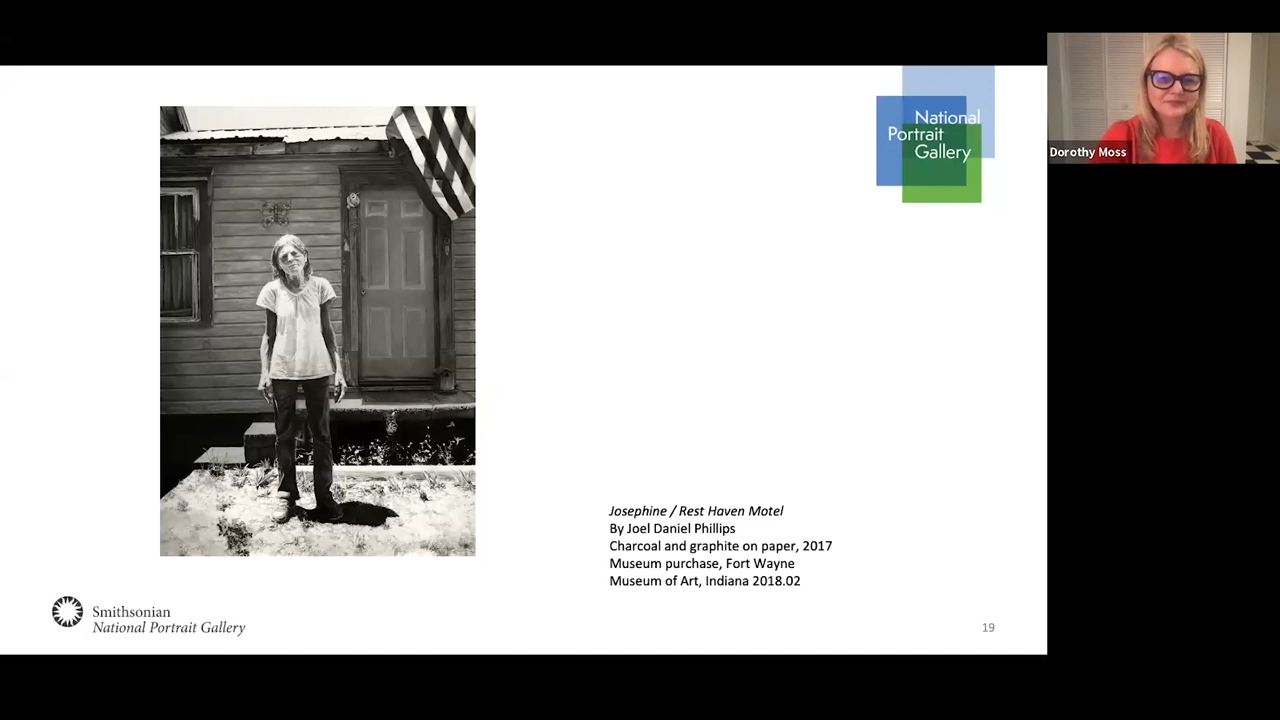 National
Portrait
Gallery
Dorothy Moss
Josephine / Rest Haven Motel
By Joel Daniel Phillips
Charcoal and graphite on paper, 2017
Museum purchase, Fort Wayne
Museum of Art, Indiana 2018.02
Smithsonian
National Portrait Gallery
19